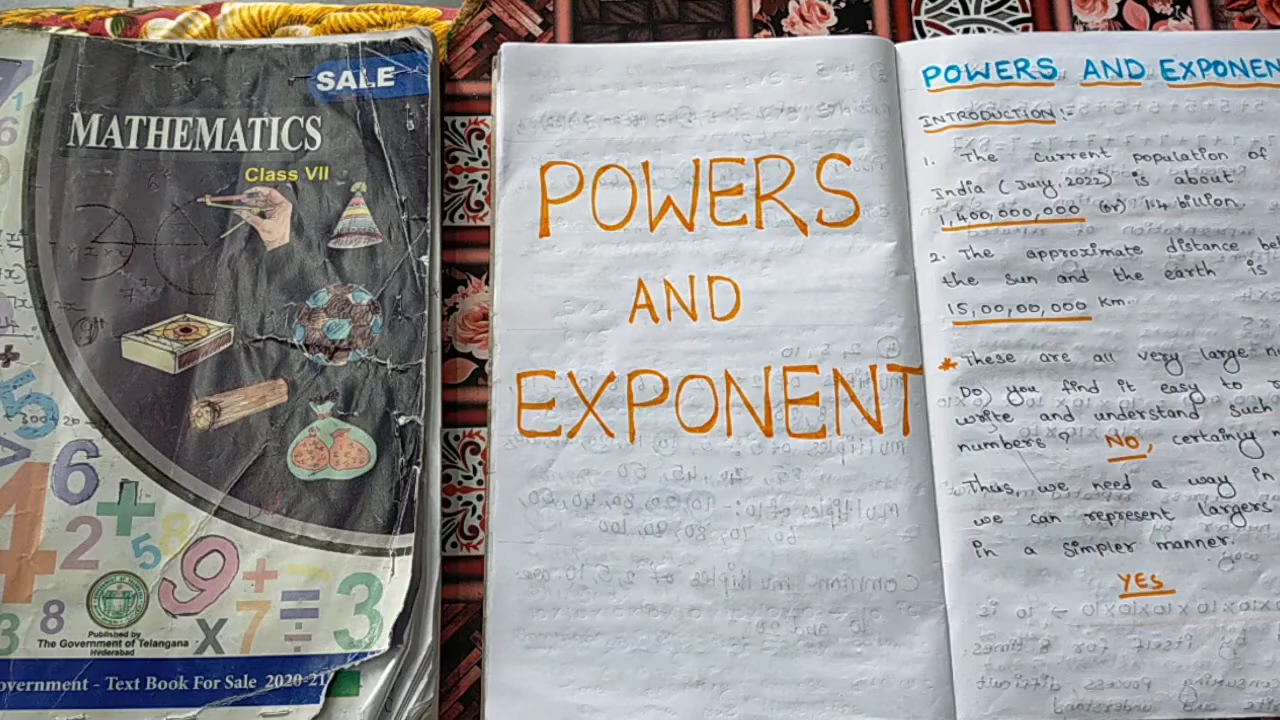 SALE
MATHEMATICS
Class VII
Published by
The Government of Telangana
Hyderabad
overnment - Text Book For Sale 2020-21
POWERS
AND
EXPONENT
POWERS AND EXPONEN
INTRODUCTION :-
1. The current population of
India (July, 2022) is about
1,400,000,000 (or) 1.4 billion.
2. The approximate distance be
the sun and the earth is
15,00,00,000 Km.
* These are all very large
Do you find it easy to
write and understand such
numbers? NO, certainly
Thus, we need a way in
we can represent largers
in a simpler manner.
YES